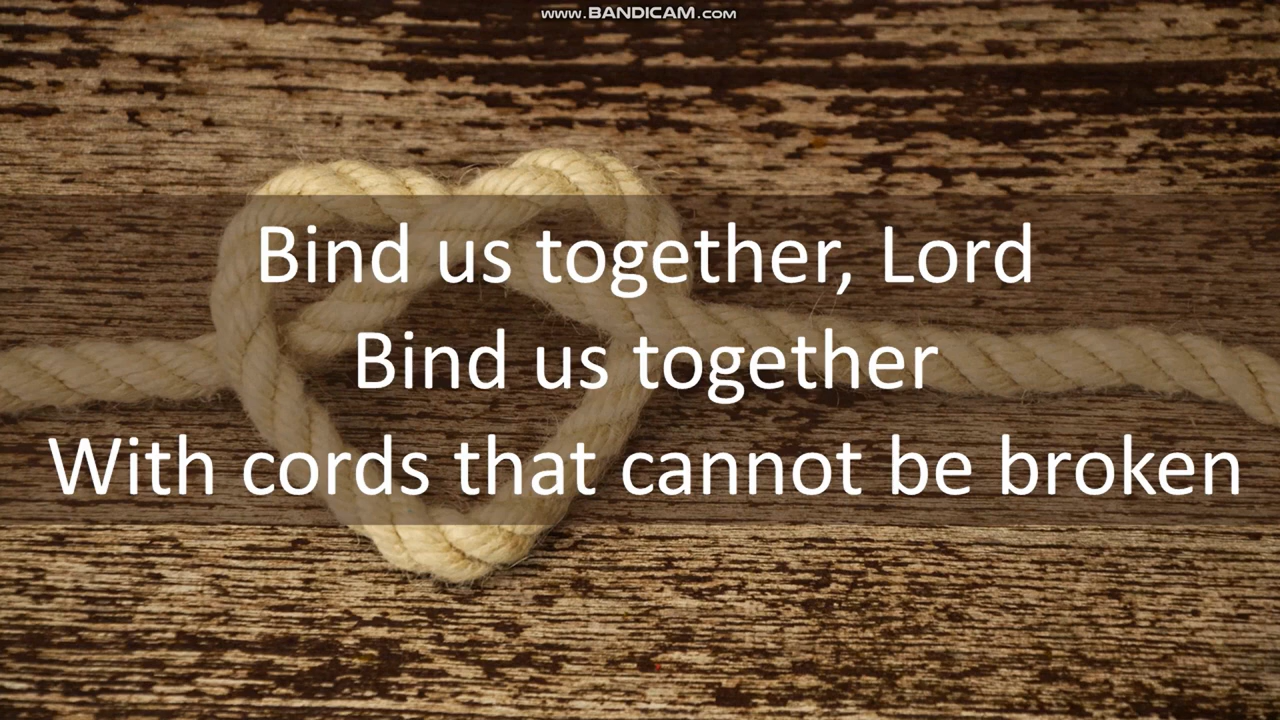 www.BANDICAM.com
Bind us together, Lord
Bind us together
With cords that cannot be broken